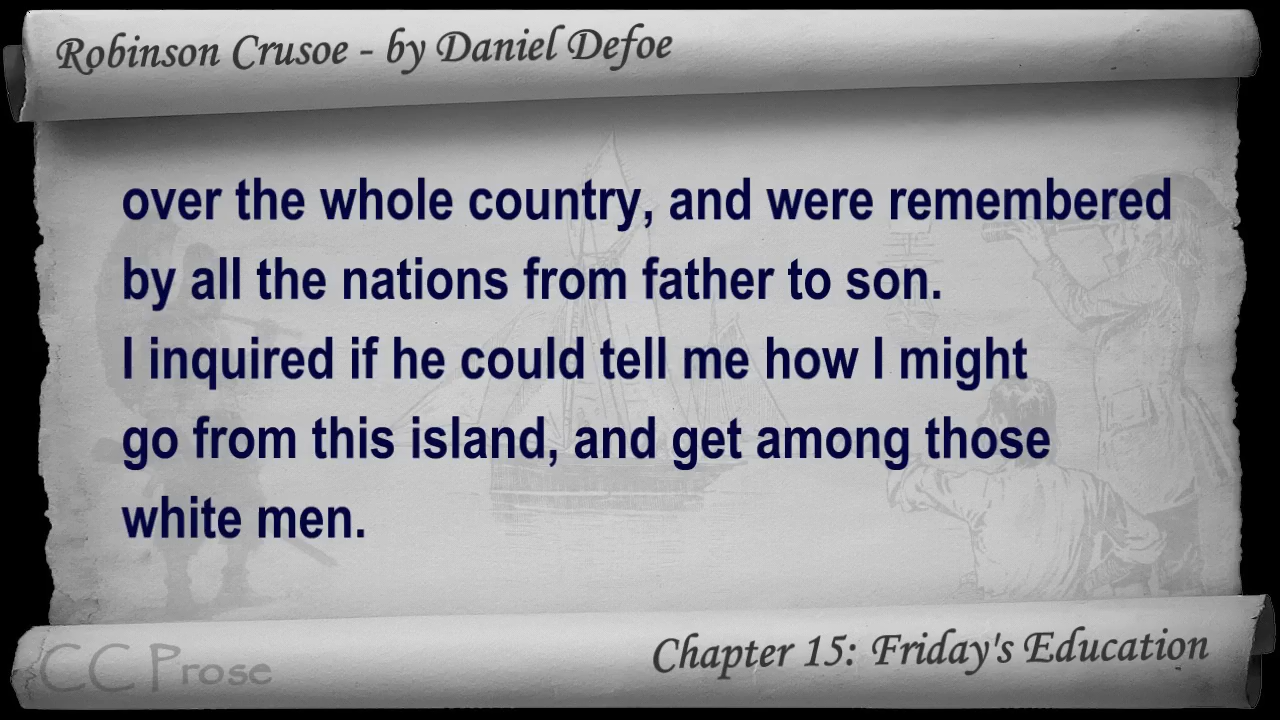 Robinson Crusoe - by Daniel Defoe
over the whole country, and were remembered
by all the nations from father to son.
I inquired if he could tell me how I might
go from this island, and get among those
white men.
CC Prose
Chapter 15: Friday's Education